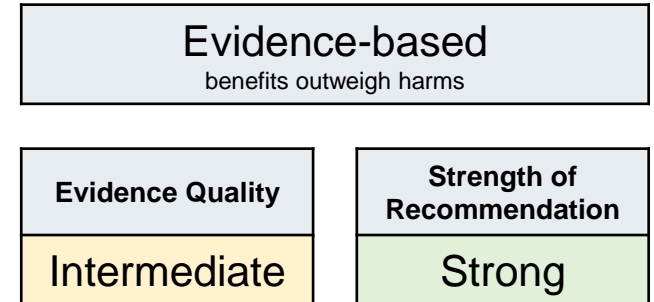 Evidence-based
benefits outweigh harms
Evidence Quality
Intermediate
Strength of
Recommendation
Strong